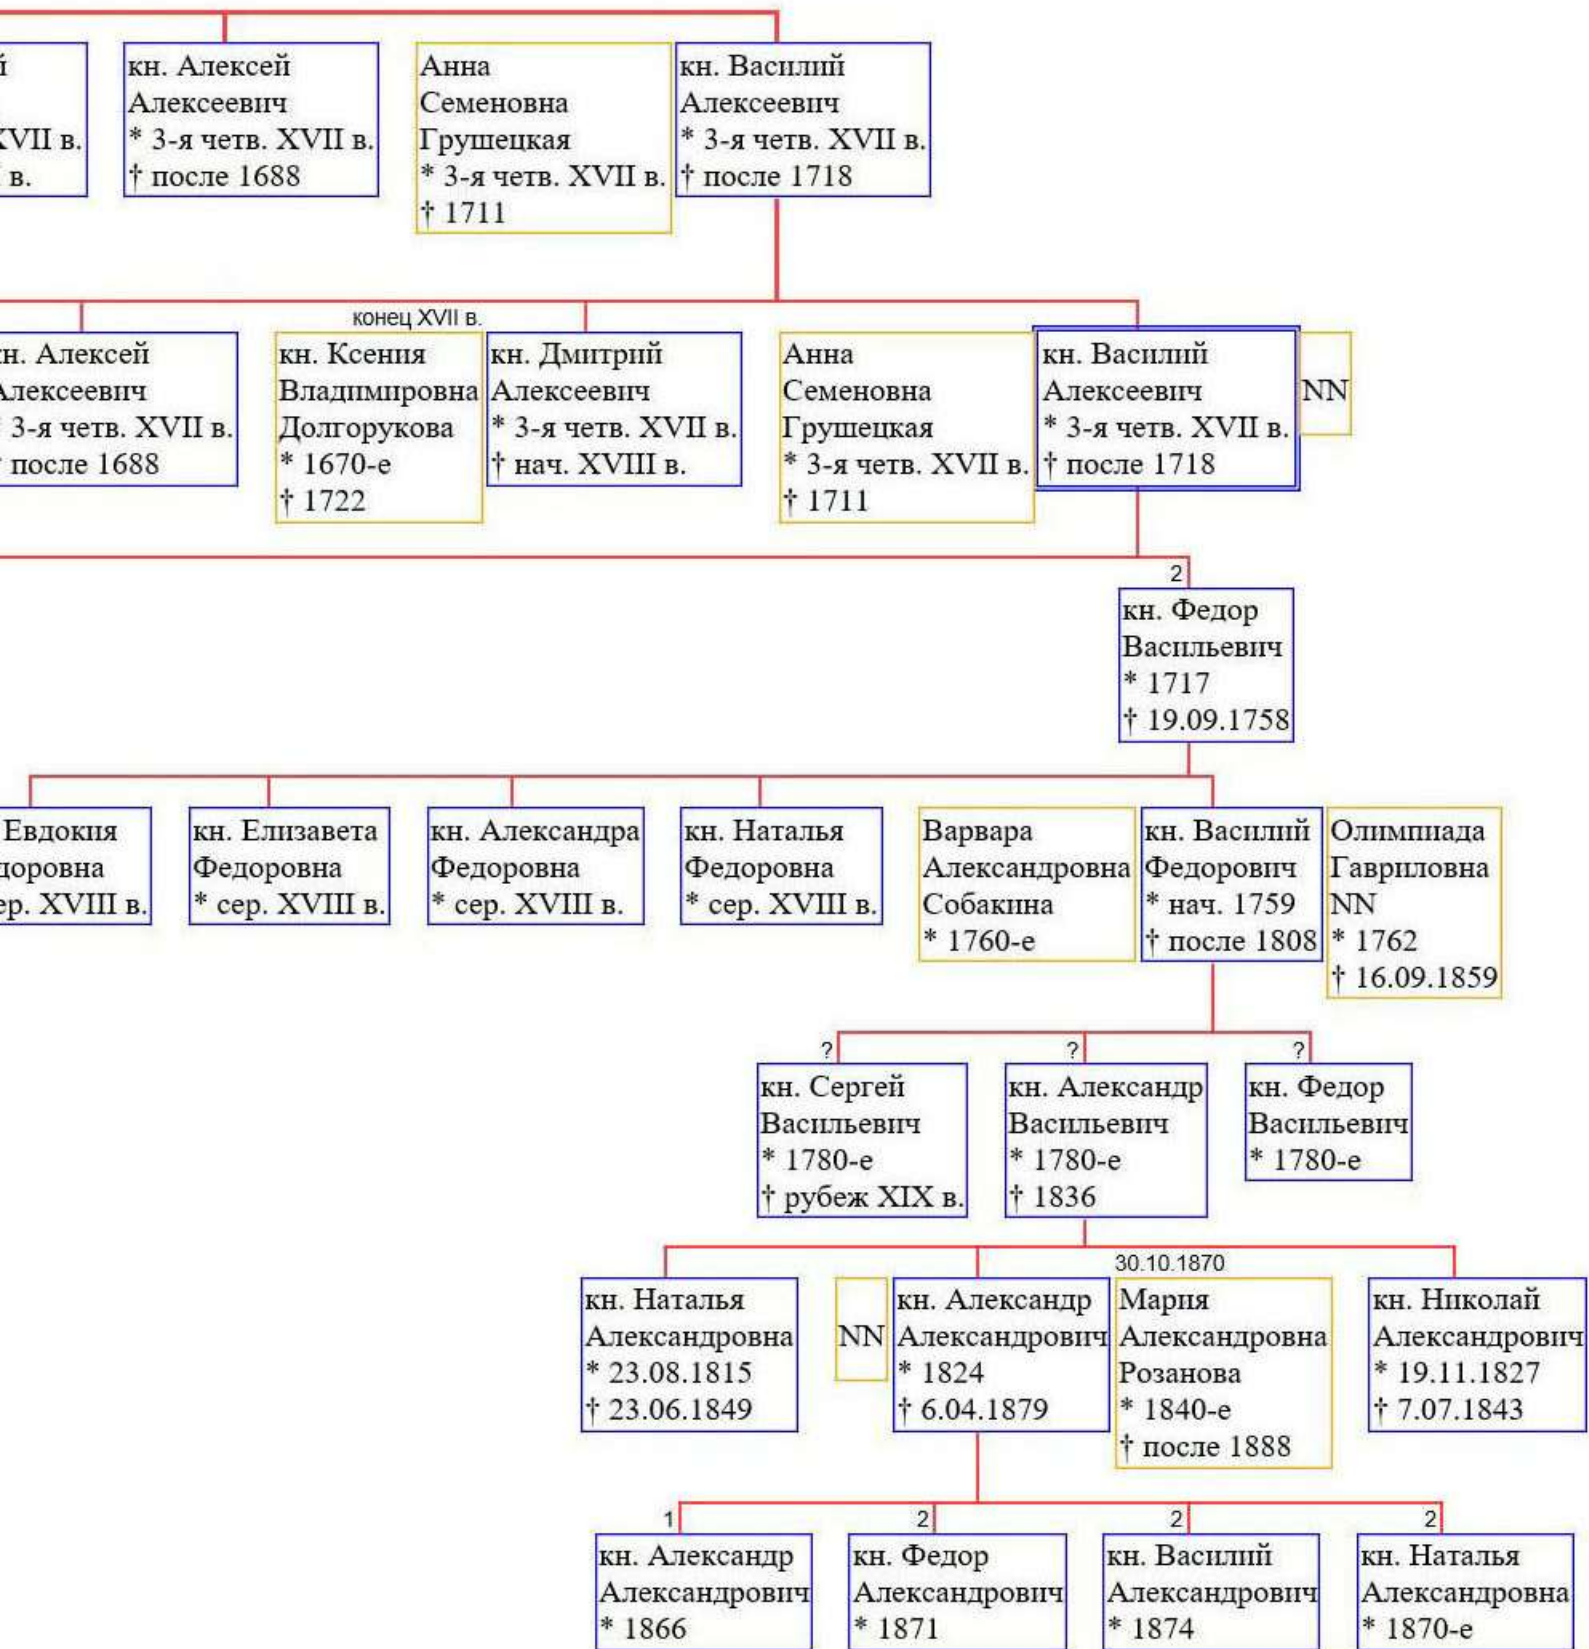 й
XVII в.
в.
кн. Алексей
Алексеевич
* 3-я четв. XVII в.
† после 1688
Анна
Семеновна
Грушецкая
* 3-я четв. XVII в.
† 1711
кн. Василий
Алексеевич
* 3-я четв. XVII в.
† после 1718
кн. Алексей
Алексеевич
* 3-я четв. XVII в.
после 1688
конец XVII в.
кн. Ксения
Владимировна
Долгорукова
* 1670-е
† 1722
кн. Дмитрий
Алексеевич
* 3-я четв. XVII в.
† нач. XVIII в.
Анна
Семеновна
Грушецкая
* 3-я четв. XVII в.
† 1711
кн. Василий
Алексеевич
* 3-я четв. XVII в.
† после 1718
NN
2
кн. Федор
Васильевич
* 1717
† 19.09.1758
Евдокия
доровна
ер. XVIII в.
кн. Елизавета
Федоровна
* сер. XVIII в.
кн. Александра
Федоровна
* сер. XVIII в.
кн. Наталья
Федоровна
* сер. XVIII в.
Варвара
Александровна
Собакина
* 1760-е
кн. Василий
Федорович
* нач. 1759
† после 1808
Олимпиада
Гавриловна
NN
* 1762
† 16.09.1859
?
кн. Сергей
Васильевич
* 1780-е
† рубеж XIX в.
?
кн. Александр
Васильевич
* 1780-е
† 1836
?
кн. Федор
Васильевич
* 1780-е
кн. Наталья
Александровна
* 23.08.1815
† 23.06.1849
NN
кн. Александр
Александрович
* 1824
† 6.04.1879
30.10.1870
Мария
Александровна
Розанова
* 1840-е
† после 1888
кн. Николай
Александрович
* 19.11.1827
† 7.07.1843
1
кн. Александр
Александрович
* 1866
2
кн. Федор
Александрович
* 1871
2
кн. Василий
Александрович
* 1874
2
кн. Наталья
Александровна
* 1870-е